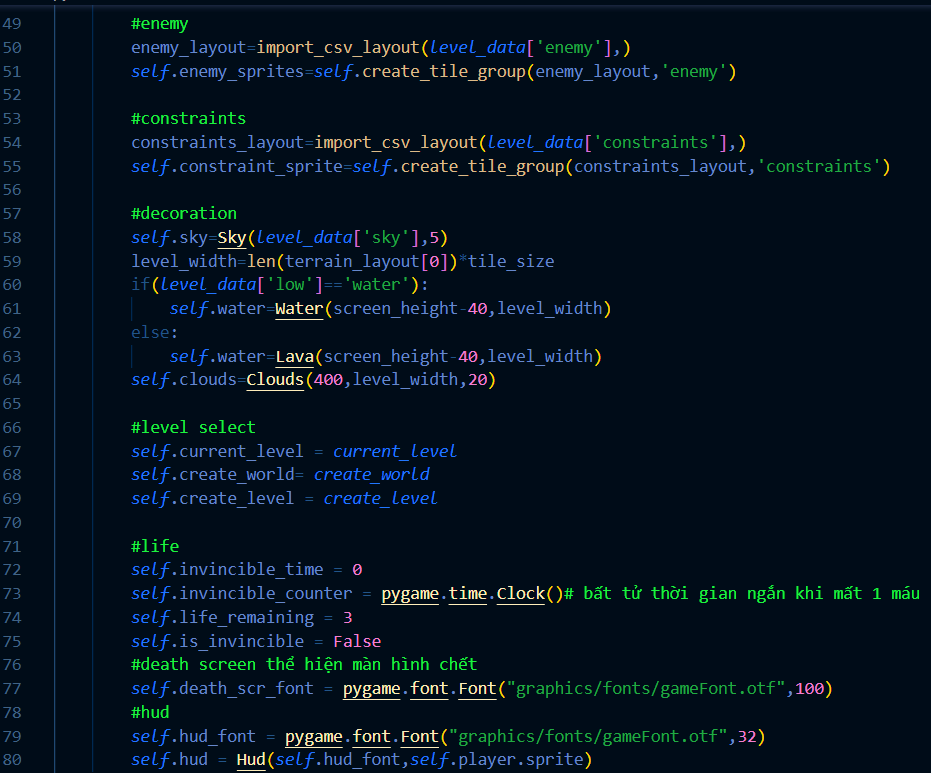 49 #enemy
50 enemy_layout=import_csv_layout(level_data['enemy'],)
51 self.enemy_sprites=self.create_tile_group(enemy_layout,'enemy')
52
53 #constraints
54 constraints_layout=import_csv_layout(level_data['constraints'],)
55 self.constraint_sprite=self.create_tile_group(constraints_layout,'constraints')
56
57 #decoration
58 self.sky=Sky(level_data['sky'],5)
59 level_width=len(terrain_layout[0])*tile_size
60 if(level_data['low']=='water'):
61     self.water=Water(screen_height-40,level_width)
62 else:
63     self.water=Lava(screen_height-40,level_width)
64 self.clouds=Clouds(400,level_width,20)
65
66 #level select
67 self.current_level = current_level
68 self.create_world= create_world
69 self.create_level = create_level
70
71 #life
72 self.invincible_time = 0
73 self.invincible_counter = pygame.time.Clock()# bất tử thời gian ngắn khi mất 1 máu
74 self.life_remaining = 3
75 self.is_invincible = False
76 #death screen thể hiện màn hình chết
77 self.death_scr_font = pygame.font.Font("graphics/fonts/gameFont.otf",100)
78 #hud
79 self.hud_font = pygame.font.Font("graphics/fonts/gameFont.otf",32)
80 self.hud = Hud(self.hud_font,self.player.sprite)